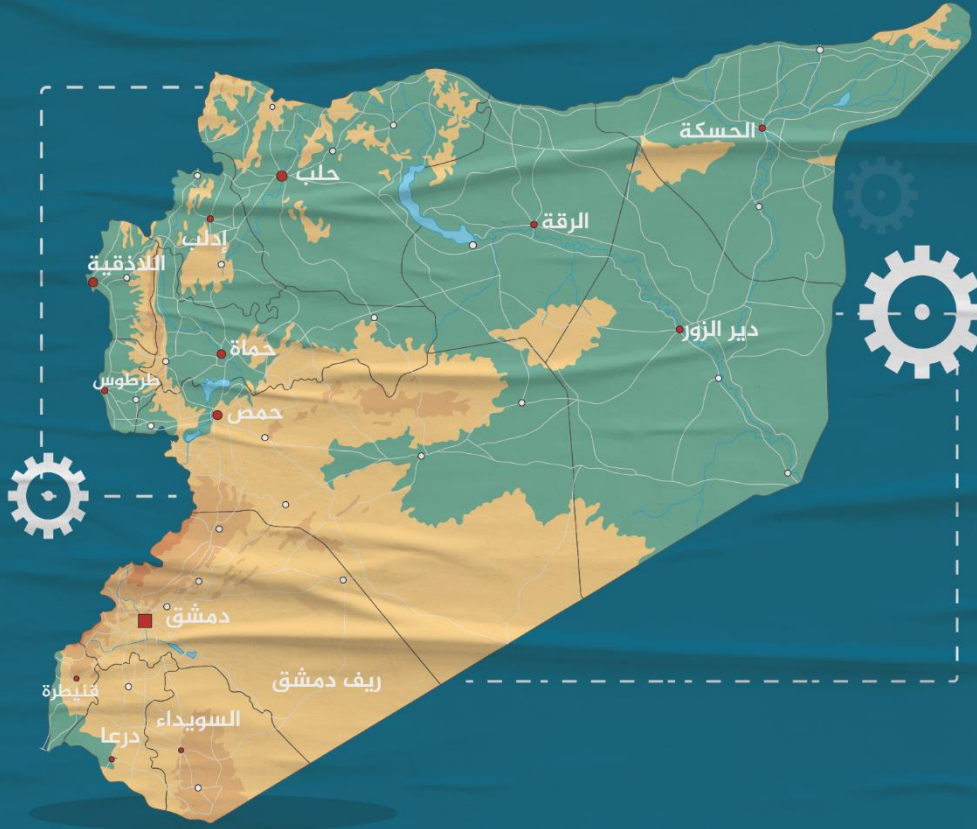 الحسكة
حلب
الرقة
إدلب
اللاذقية
دير الزور
حماة
طرطوس
حمص
دمشق
ريف دمشق
قنيطرة
السويداء
درعا